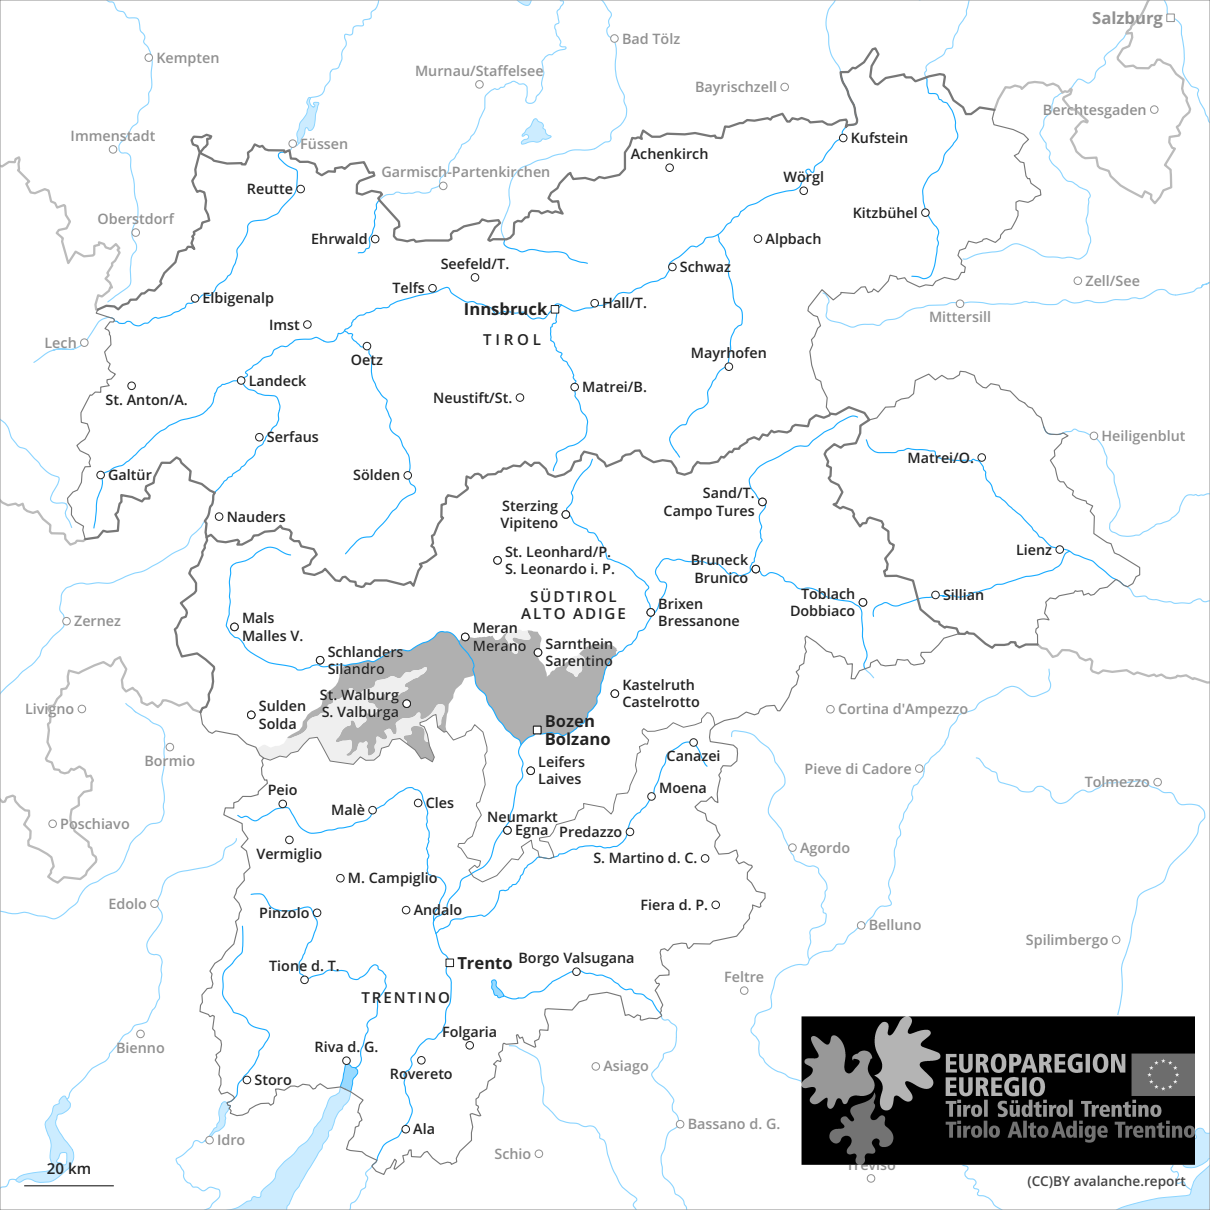 Salzburg
Bad Tölz
Kempten
Murnau/Staffelsee
Bayrischzell
Berchtesgaden
Immenstadt
Füssen
Kufstein
Achenkirch
Garmisch-Partenkirchen
Wörgl
Reutte
Oberstdorf
Kitzbühel
Ehrwald
Alpbach
Seefeld/T.
Schwaz
Zell/See
Telfs
Elbigenalp
Hall/T.
Innsbruck
Mittersill
Imst
TIROL
Lech
Oetz
Mayrhofen
Landeck
Matrei/B.
St. Anton/A.
Neustift/St.
Serfaus
Heiligenblut
Matrei/O.
Galtür
Sölden
Sand/T.
Campo Tures
Sterzing
Vipiteno
Nauders
St. Leonhard/P.
S. Leonardo i. P.
Lienz
Bruneck
Brunico
SÜDTIROL
ALTO ADIGE
Toblach
Dobbiaco
Sillian
Brixen
Bressanone
Zernez
Mals
Malles V.
Meran
Merano
Sarnthein
Sarentino
Schlanders
Silandro
Kastelruth
Castelrotto
St. Walburg
S. Valburga
Livigno
Sulden
Solda
Cortina d'Ampezzo
Bozen
Bolzano
Bormio
Canazei
Leifers
Laives
Pieve di Cadore
Tolmezzo
Peio
Moena
Malè
Cles
Neumarkt
Egna
Poschiavo
Predazzo
Vermiglio
Agordo
S. Martino d. C.
M. Campiglio
Edolo
Pinzolo
Andalo
Fiera d. P.
Belluno
Spilimbergo
Borgo Valsugana
Trento
Tione d. T.
Feltre
TRENTINO
Folgaria
Bienno
Riva d. G.
Asiago
Rovereto
Storo
EUROPAREGION
EUREGIO
Tirol Südtirol Trentino
Tirolo Alto Adige Trentino
Bassano d. G.
Ala
Idro
Schio
Treviso
20 km
(CC)BY avalanche.report